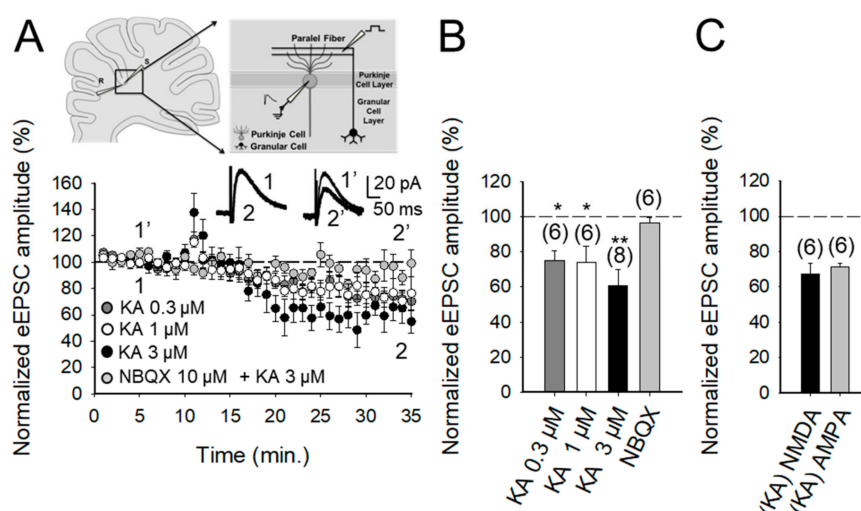 A
R
S
Paralel Fiber
Purkinje
Cell Layer
Granular
Cell
Layer
Purkinje Cell
Granular Cell
Normalized eEPSC amplitude (%)
160
140
120
100
80
60
40
20
0
1
2
1'
2'
20 pA
50 ms
1'
2'
1
2
KA 0.3 µM
KA 1 µM
KA 3 µM
NBQX 10 µM + KA 3 µM
0 5 10 15 20 25 30 35
Time (min.)
B
Normalized eEPSC amplitude (%)
120
100
80
60
40
20
0
*
*
**
(6)
(6)
(8)
(6)
KA 0.3 µM
KA 1 µM
KA 3 µM
NBQX
C
Normalized eEPSC amplitude (%)
120
100
80
60
40
20
0
(6)
(6)
(KA) NMDA
(KA) AMPA